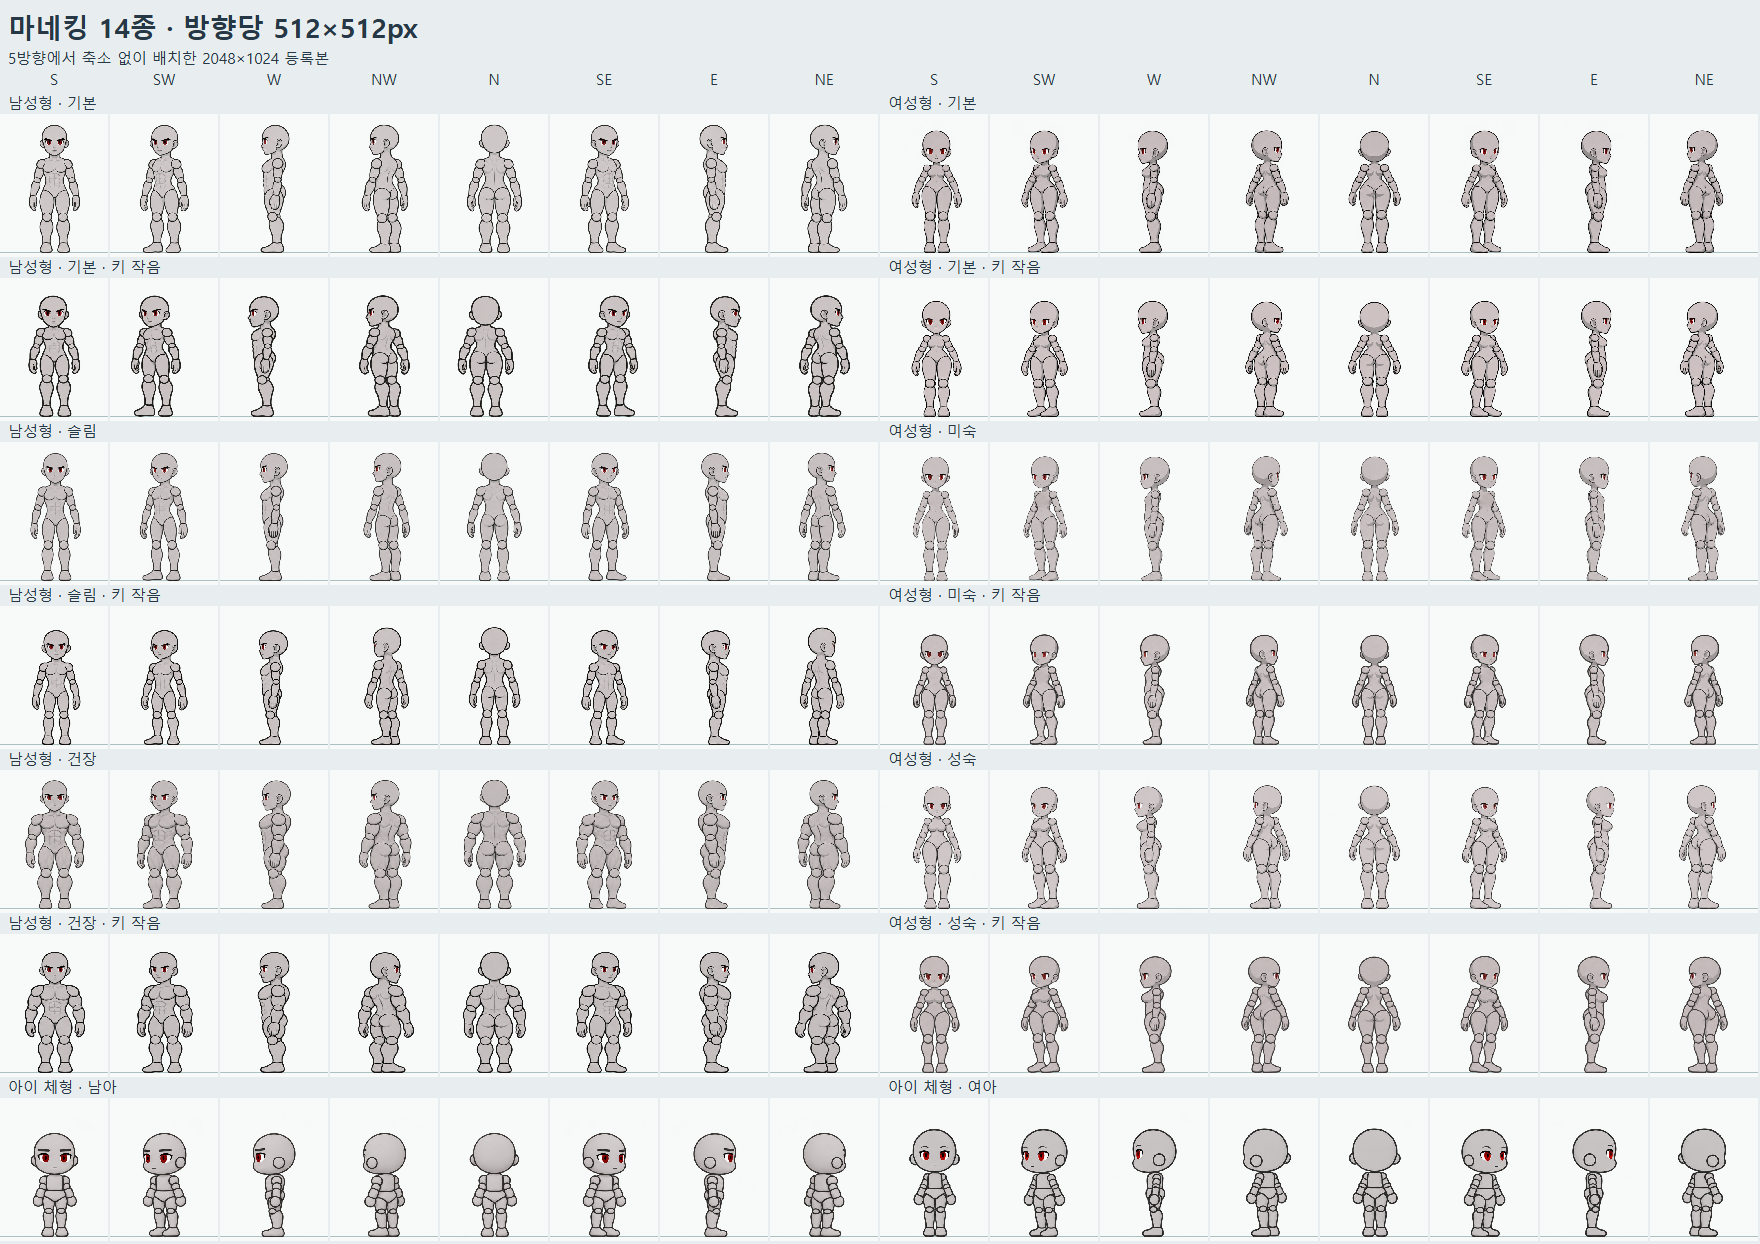 마네킹 14종 · 방향당 512×512px
5방향에서 축소 없이 배치한 2048×1024 등록본
S SW W NW N SE E NE S SW W NW N SE E NE
남성형 · 기본 여성형 · 기본
남성형 · 기본 · 키 작음 여성형 · 기본 · 키 작음
남성형 · 슬림 여성형 · 미숙
남성형 · 슬림 · 키 작음 여성형 · 미숙 · 키 작음
남성형 · 건장 여성형 · 성숙
남성형 · 건장 · 키 작음 여성형 · 성숙 · 키 작음
아이 체형 · 남아 아이 체형 · 여아